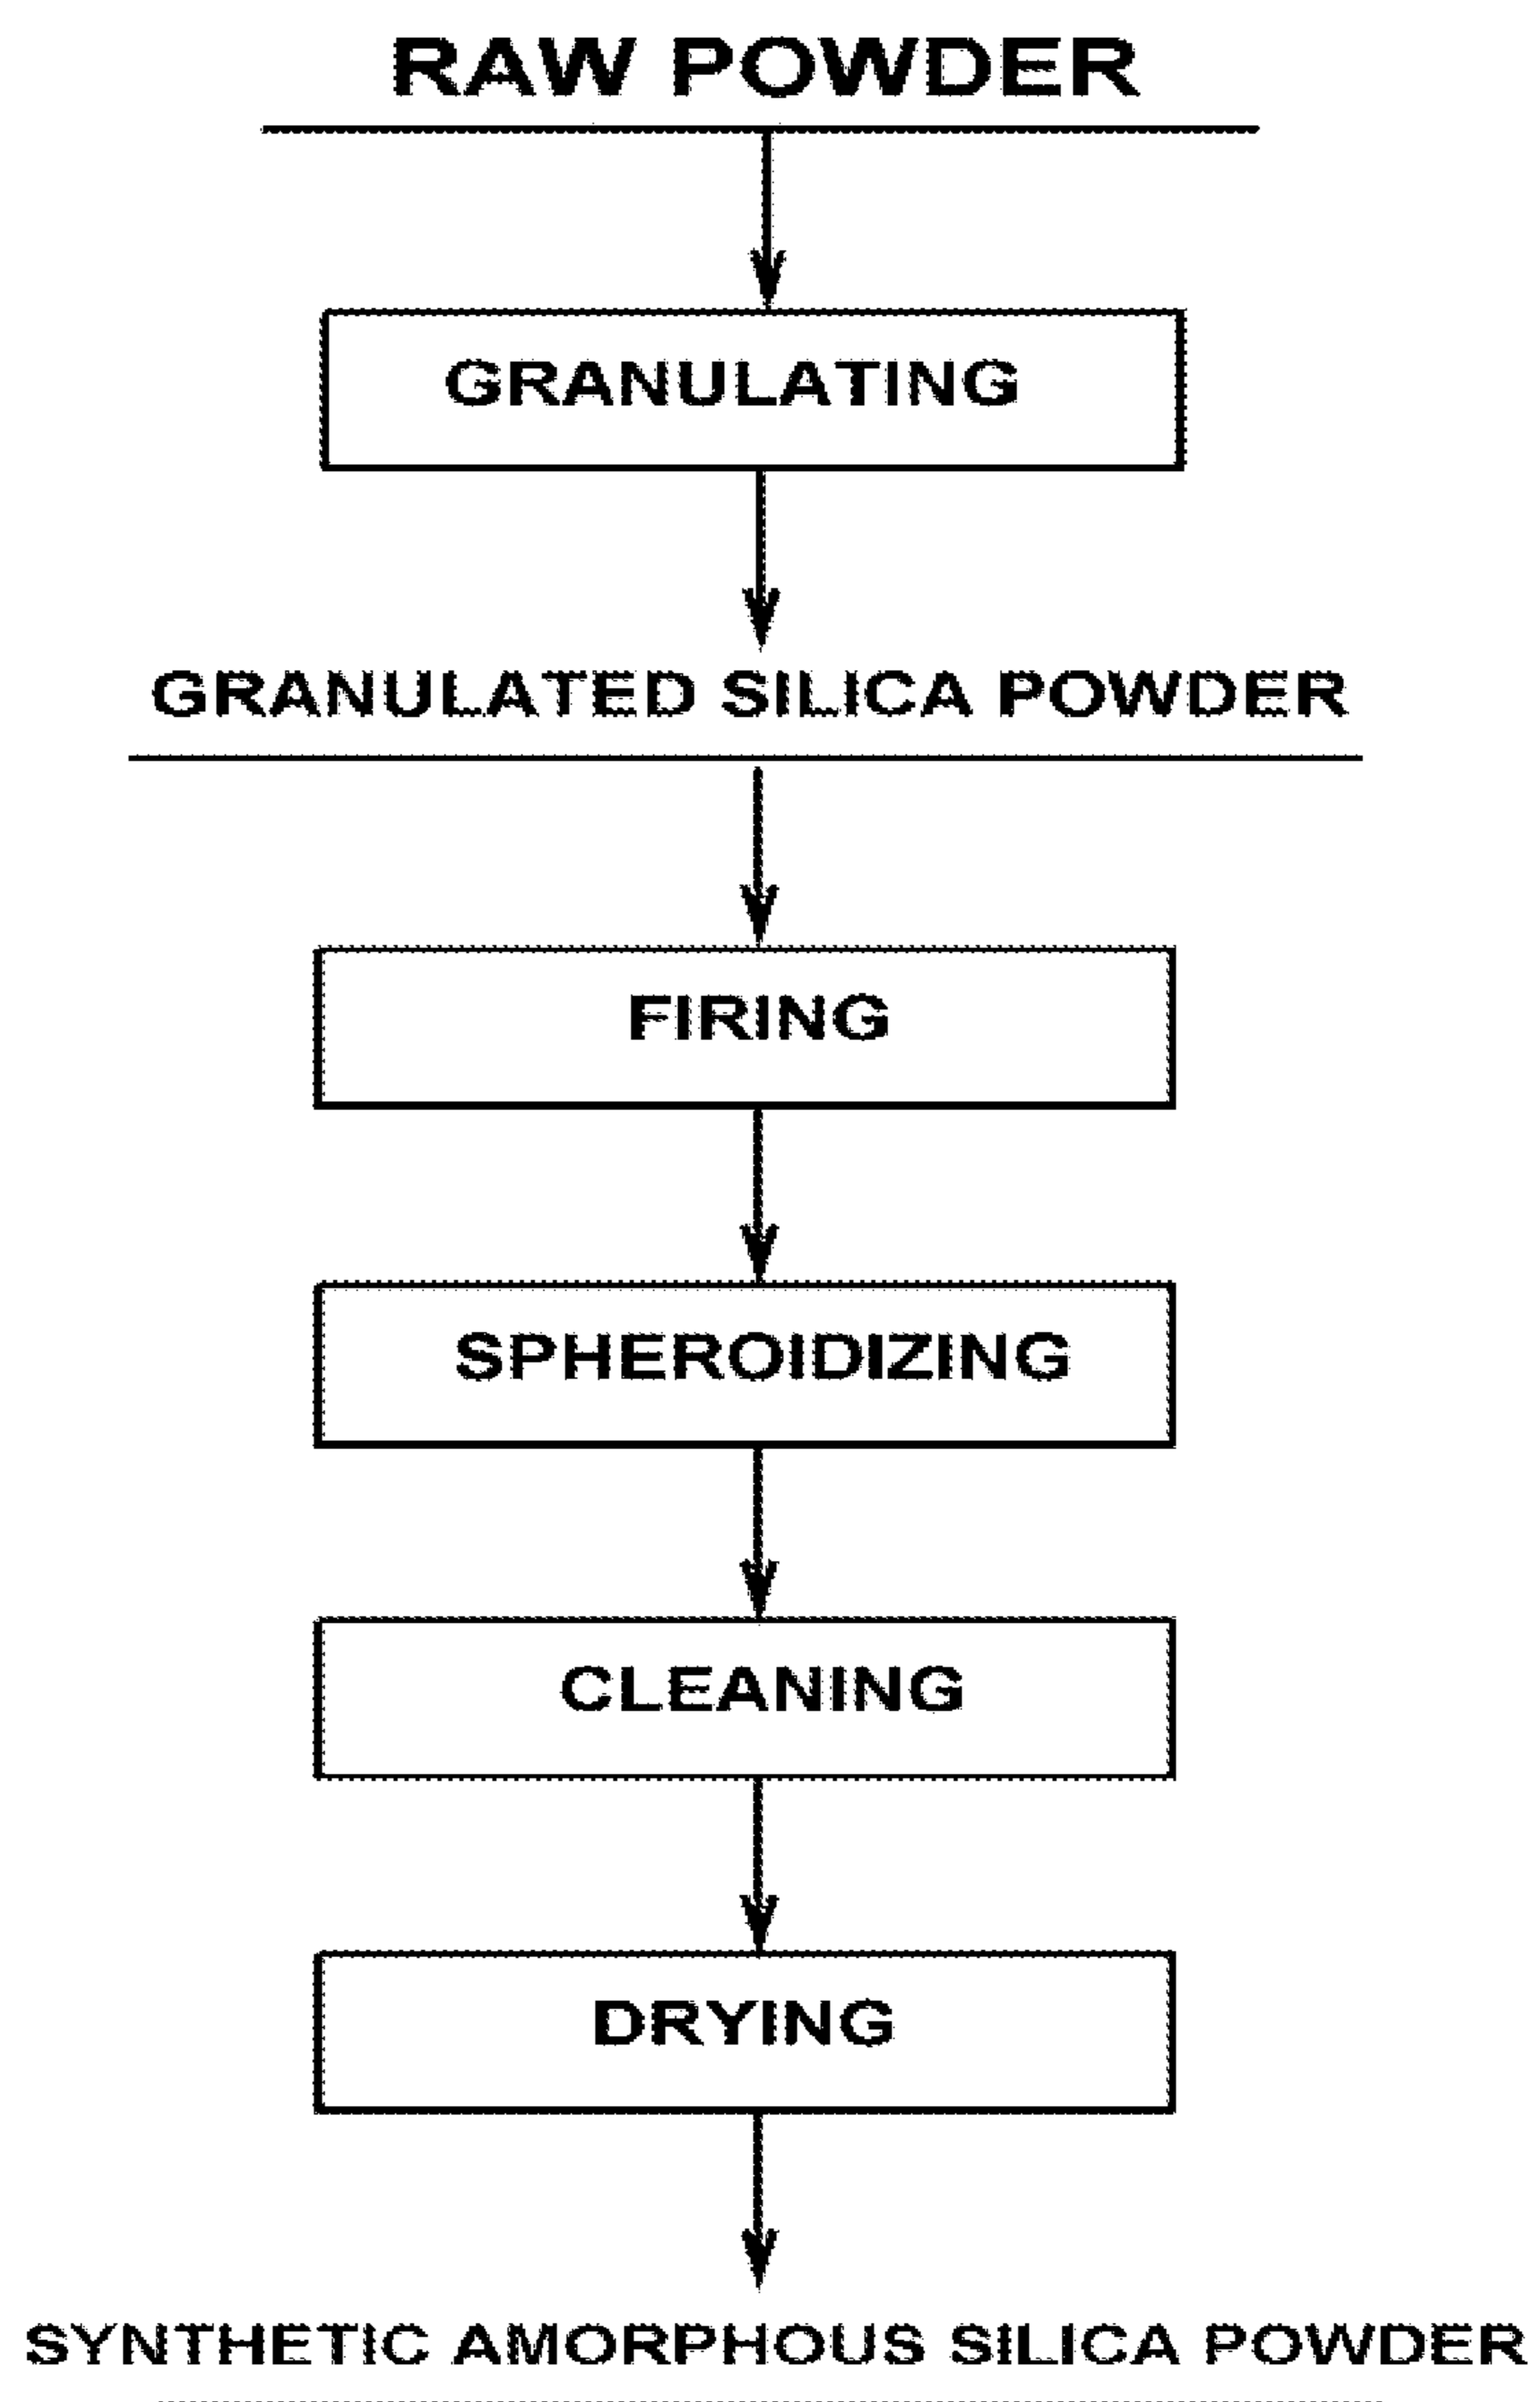 RAW POWDER
GRANULATING
GRANULATED SILICA POWDER
FIRING
SPHEROIDIZING
CLEANING
DRYING
SYNTHETIC AMORPHOUS SILICA POWDER